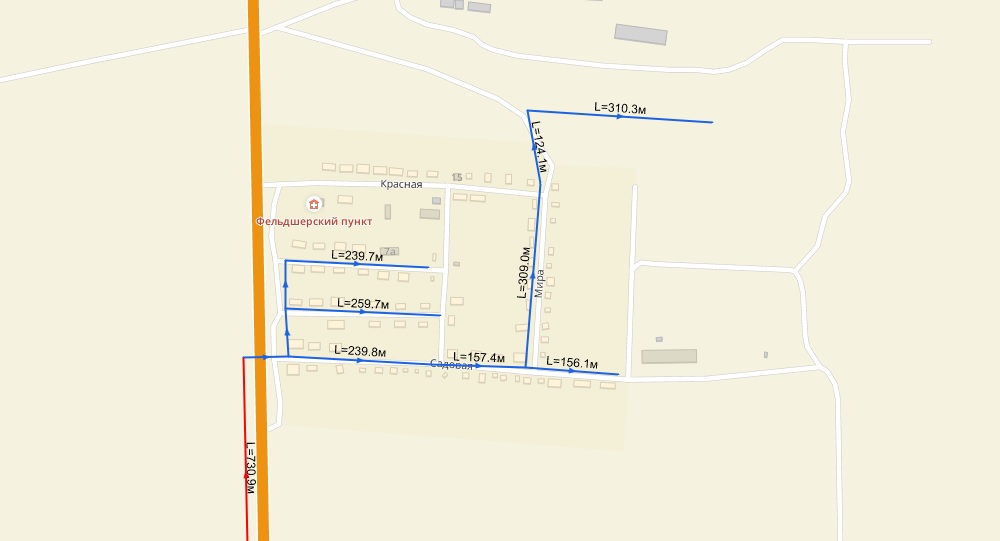 L=310.3м
L=124.1м
15
Красная
Фельдшерский пункт
7а
L=239.7м
L=309.0м
Мира
L=259.7м
L=239.8м
L=157.4м
Садовая
L=156.1м
L=730.9м